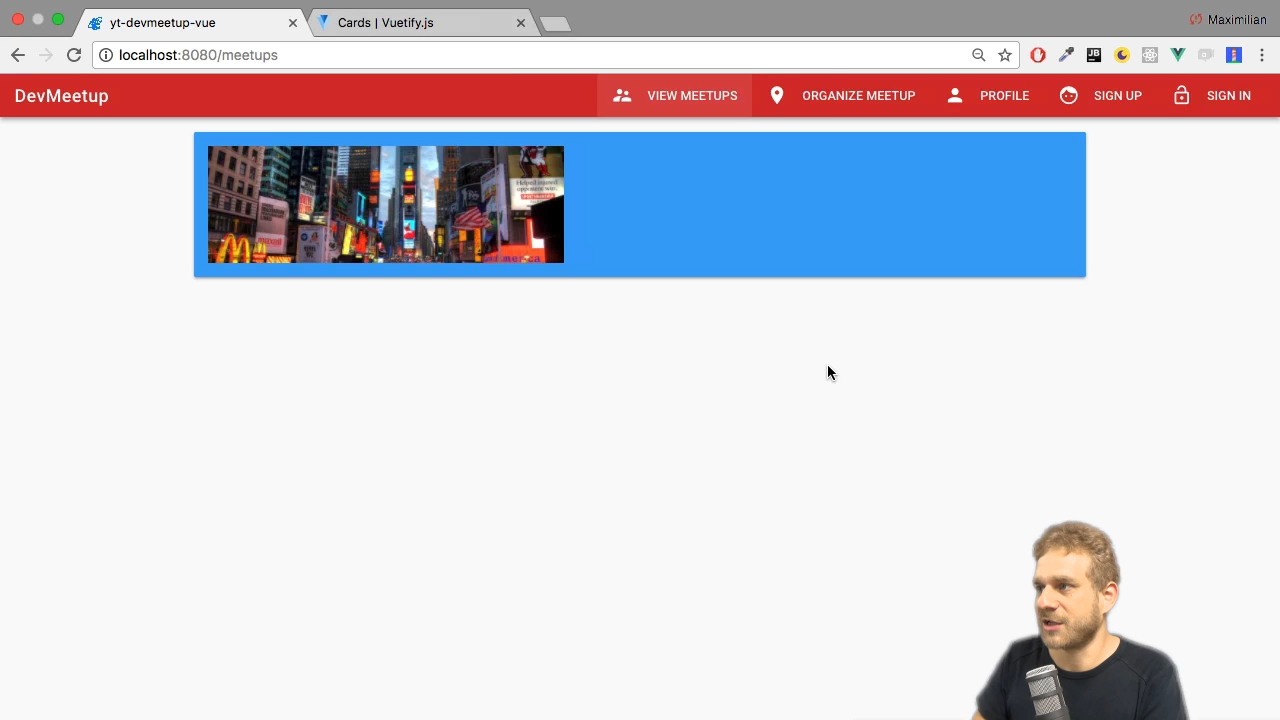 yt-devmeetup-vue
Cards | Vuetify.js
Maximilian
localhost:8080/meetups
JB
DevMeetup
VIEW MEETUPS
ORGANIZE MEETUP
PROFILE
SIGN UP
SIGN IN